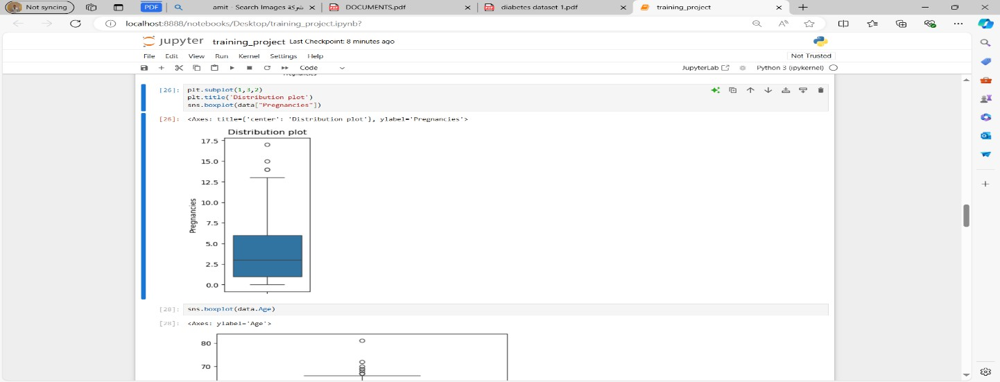 Not syncing
PDF
amit - Search Images شركة
DOCUMENTS.pdf
diabetes dataset 1.pdf
training_project
localhost:8888/notebooks/Desktop/training_project.ipynb?
jupyter training_project Last Checkpoint: 8 minutes ago
File Edit View Run Kernel Settings Help
Not Trusted
Code
JupyterLab
Python 3 (ipykernel)
Pregnancies
[26]:
plt.subplot(1,3,2)
plt.title('Distribution plot')
sns.boxplot(data["Pregnancies"])
[26]:
<Axes: title={'center': 'Distribution plot'}, ylabel='Pregnancies'>
Distribution plot
17.5
15.0
12.5
10.0
7.5
5.0
2.5
0.0
Pregnancies
[28]:
sns.boxplot(data.Age)
[28]:
<Axes: ylabel='Age'>
80
70